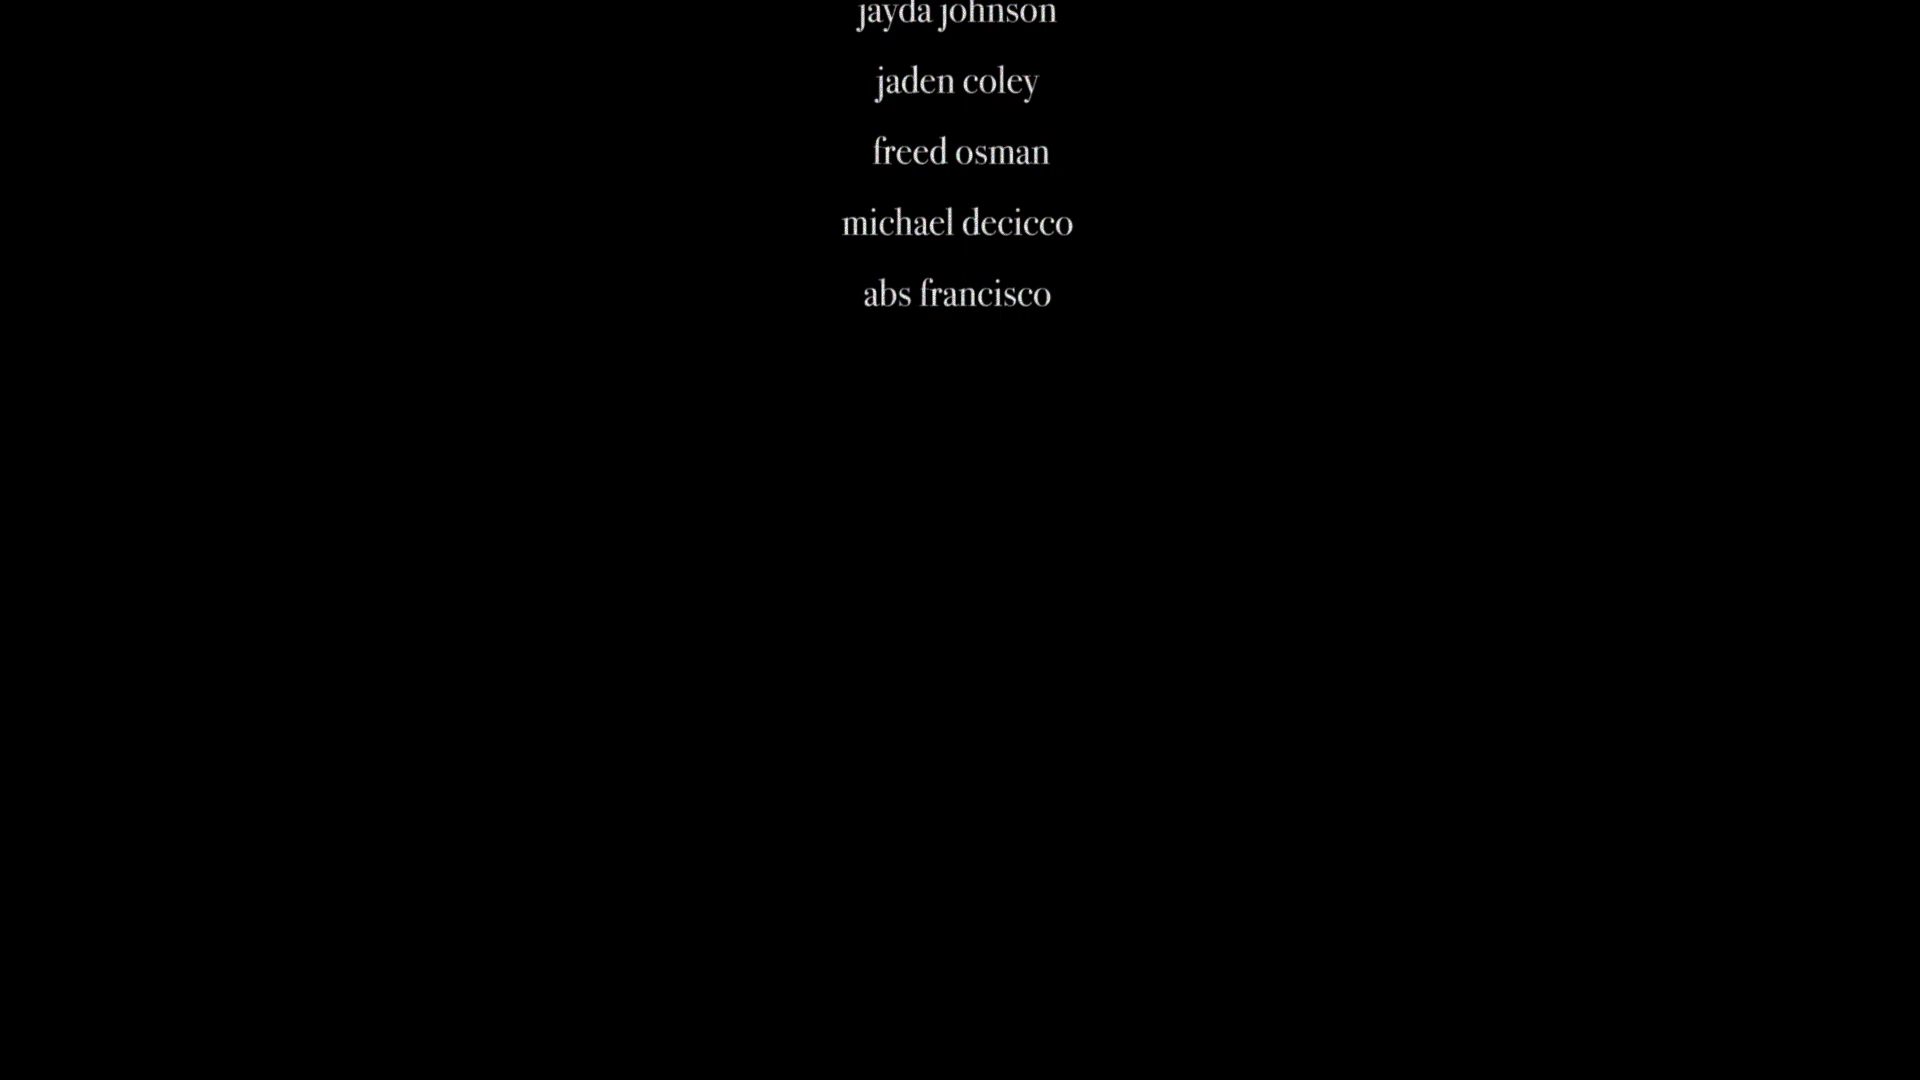 jayda johnson
jaden coley
freed osman
michael decicco
abs francisco